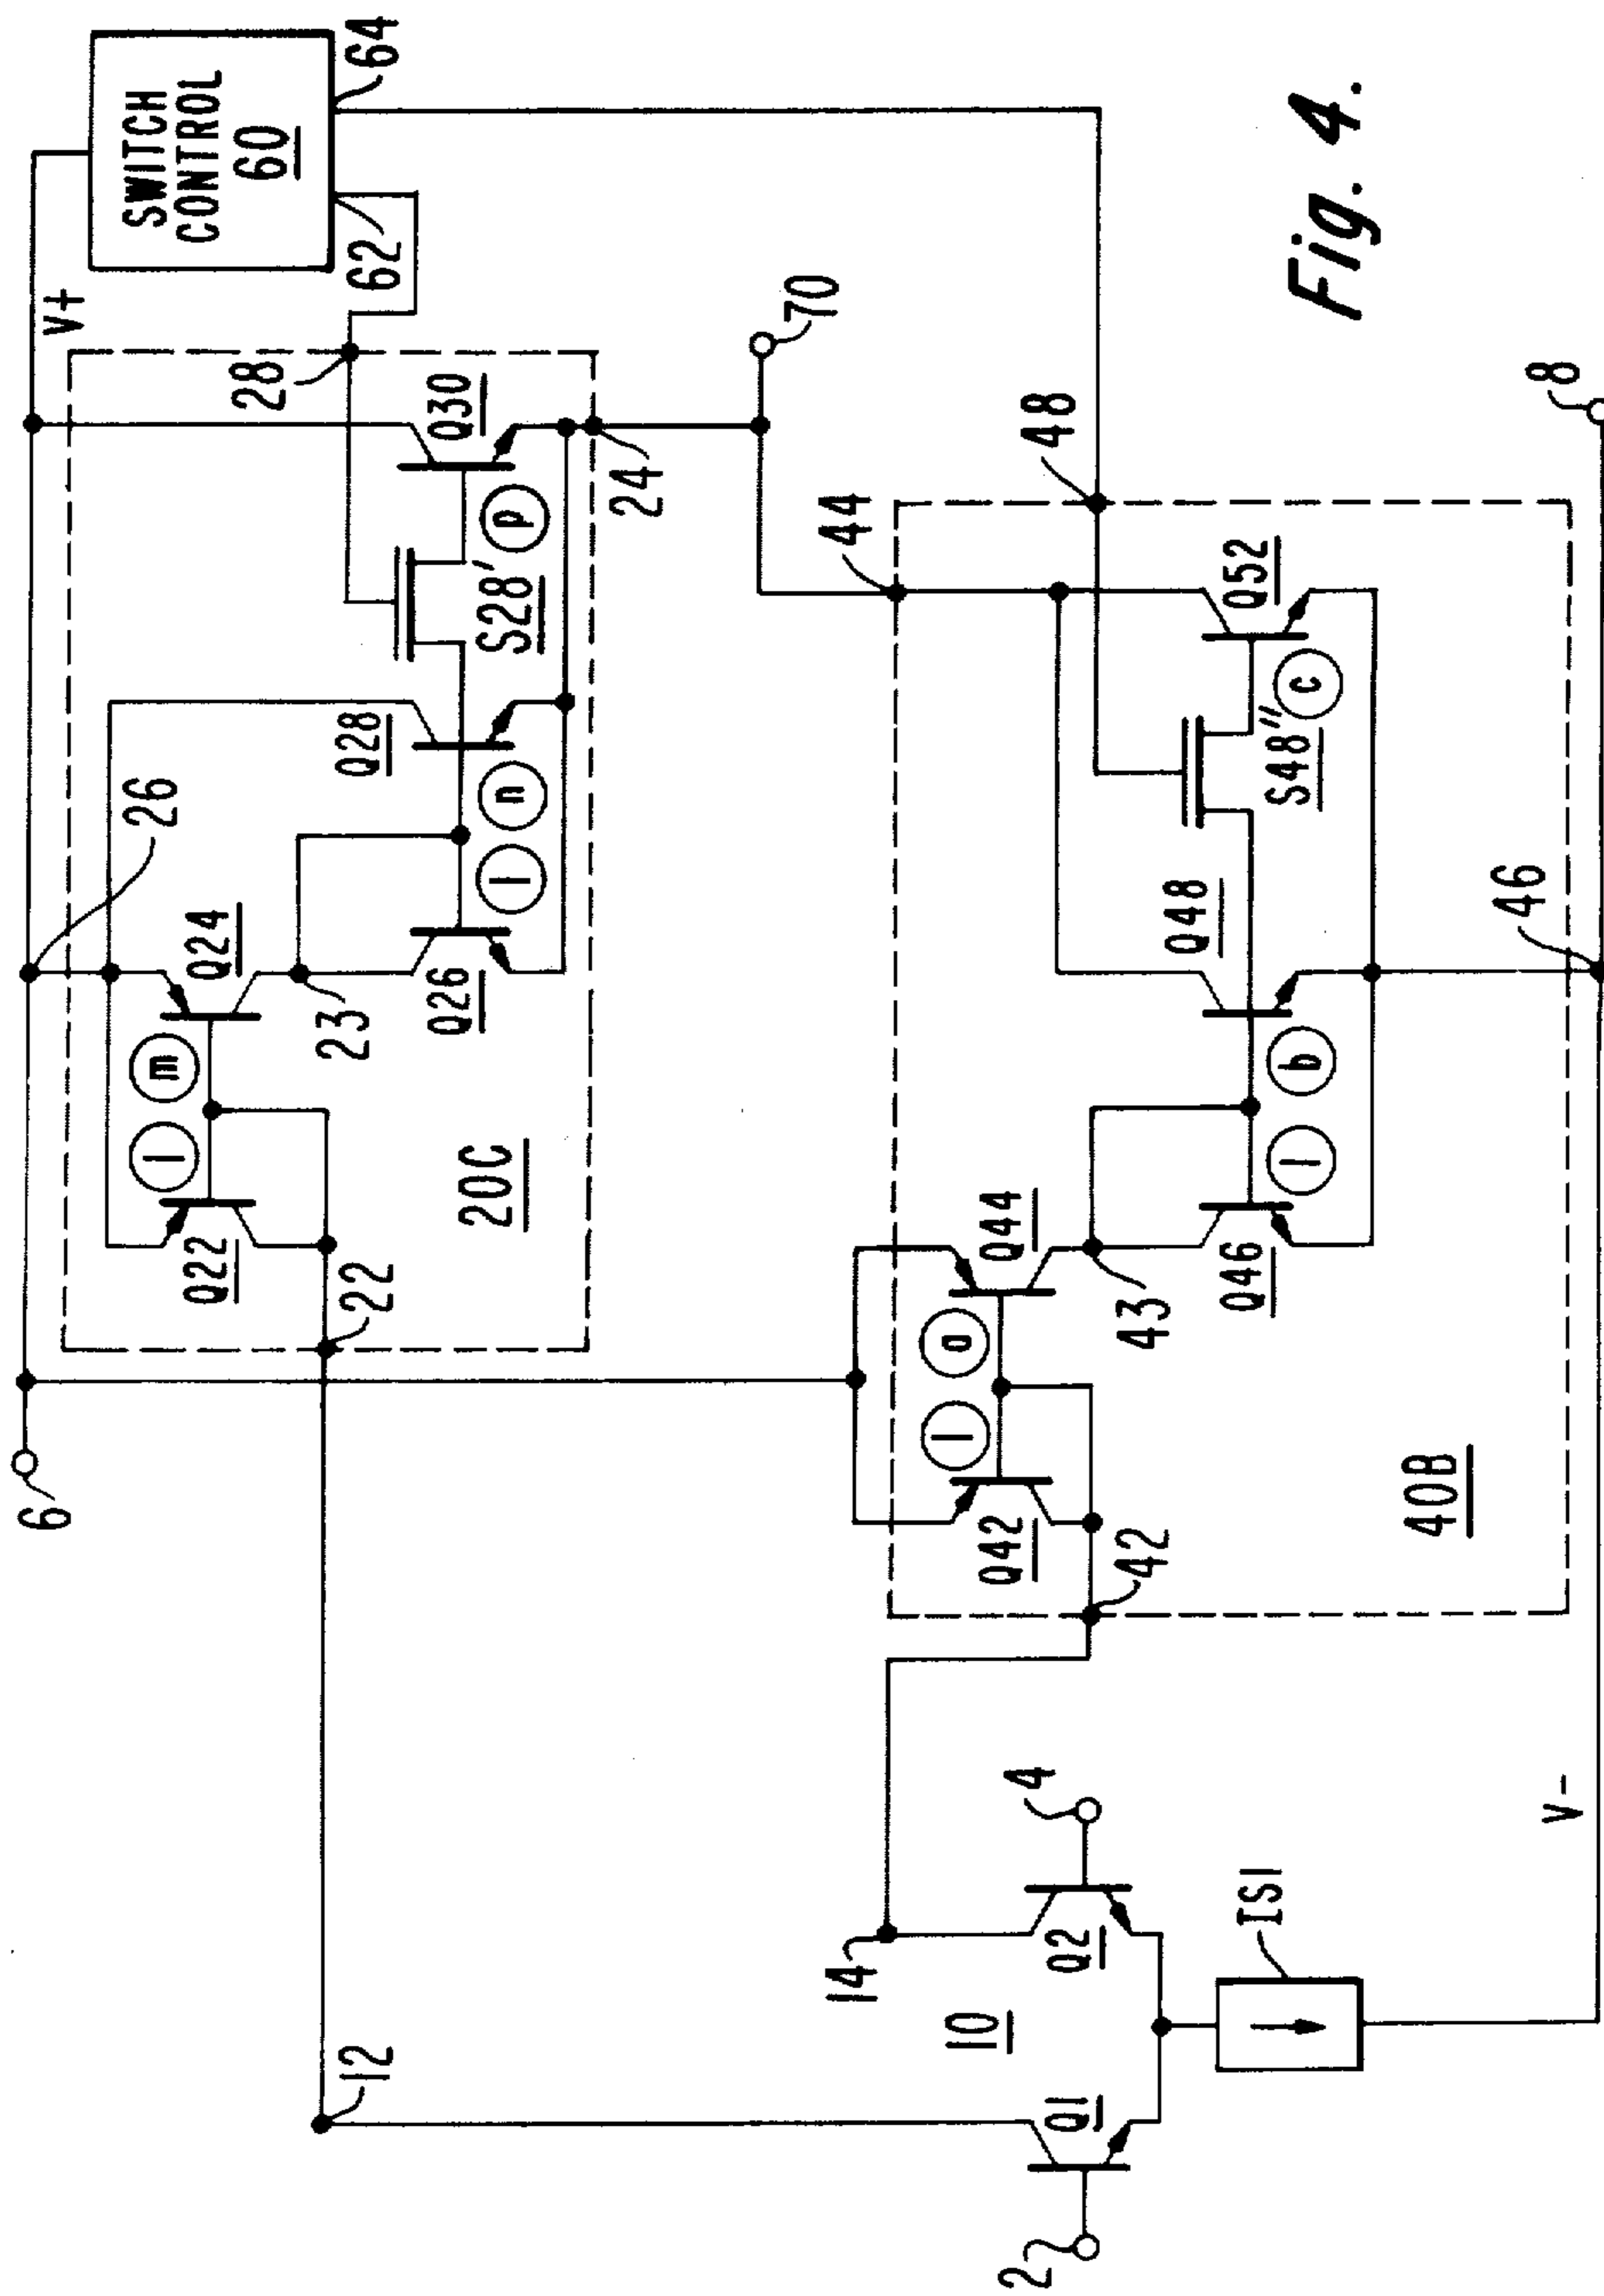 6
V+
SWITCH
CONTROL
60
64
62
26
28
Q22
1
m
Q24
23
Q26
1
n
Q28
S28'
p
Q30
22
20C
24
70
12
14
42
Q42
1
a
Q44
43
Q46
1
b
Q48
S48"
c
Q52
44
48
40B
46
8
2
Q1
10
Q2
4
IS1
V-
Fig. 4.